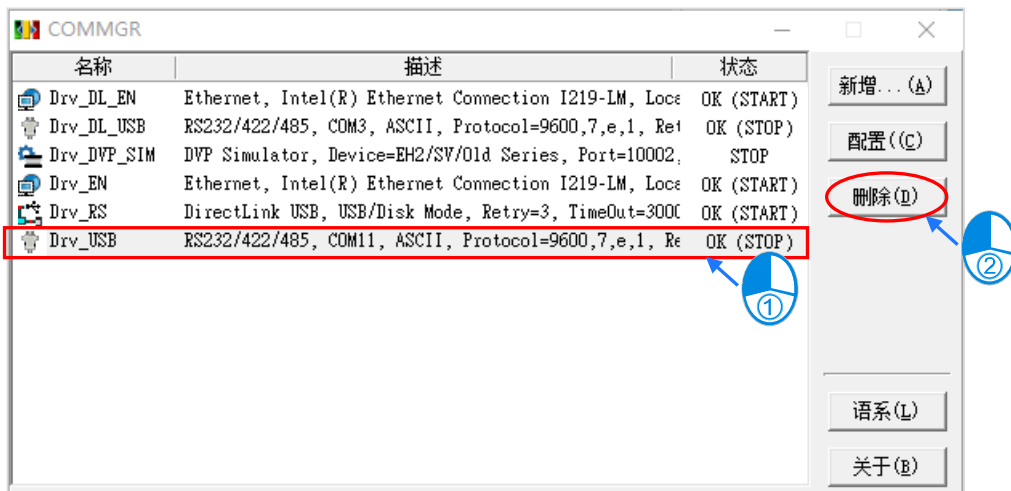 COMMGR
名称 描述 状态
Drv_DL_EN Ethernet, Intel(R) Ethernet Connection I219-LM, Loca OK (START)
Drv_DL_USB RS232/422/485, COM3, ASCII, Protocol=9600,7,e,1, Ret OK (STOP)
Drv_DVP_SIM DVP Simulator, Device=EH2/SV/Old Series, Port=10002, STOP
Drv_EN Ethernet, Intel(R) Ethernet Connection I219-LM, Loca OK (START)
Drv_RS DirectLink USB, USB/Disk Mode, Retry=3, TimeOut=3000 OK (START)
Drv_USB RS232/422/485, COM11, ASCII, Protocol=9600,7,e,1, Re OK (STOP)
新增...(A)
配置((C)
删除(D)
①
②
语系(L)
关于(B)